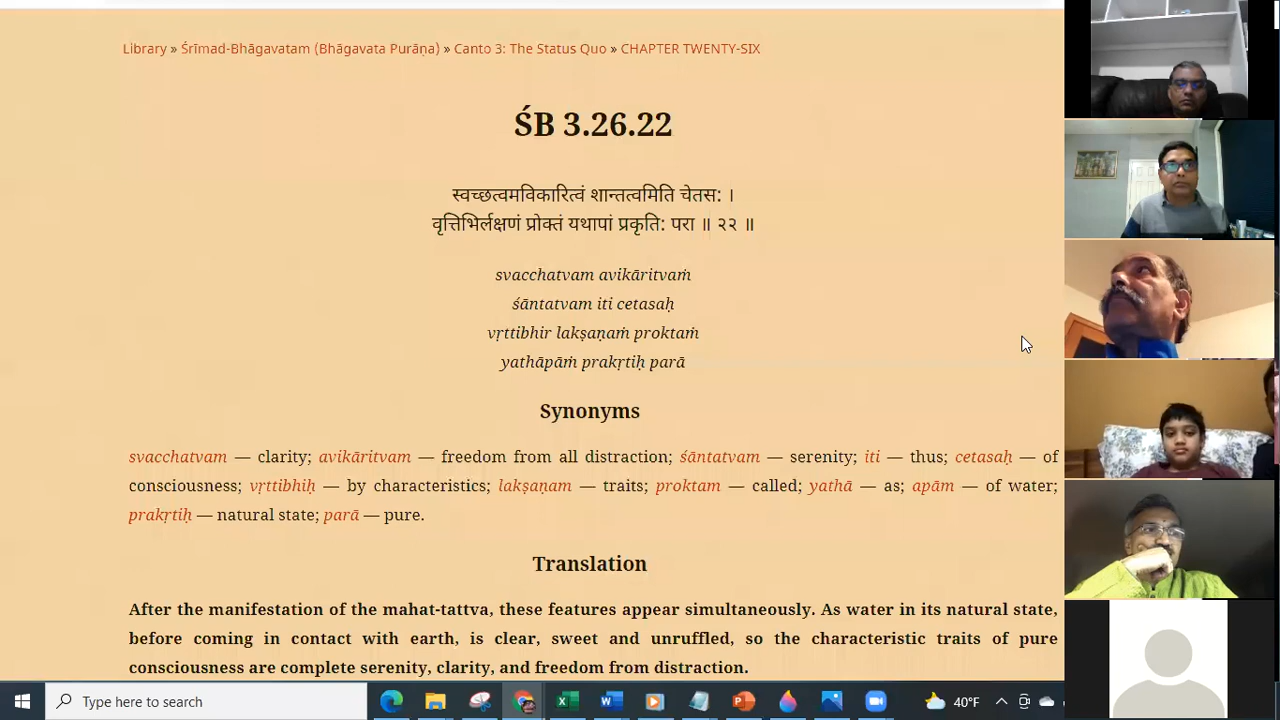 Library » Śrīmad-Bhāgavatam (Bhāgavata Purāṇa) » Canto 3: The Status Quo » CHAPTER TWENTY-SIX
ŚB 3.26.22
स्वच्छत्वमविकारित्वं शान्तत्वमिति चेतस: ।
वृत्तिभिर्लक्षणं प्रोक्तं यथापां प्रकृति: परा ॥ २२ ॥
svacchatvam avikāritvaṁ
śāntatvam iti cetasaḥ
vṛttibhir lakṣaṇaṁ proktaṁ
yathāpāṁ prakṛtiḥ parā
Synonyms
svacchatvam — clarity; avikāritvam — freedom from all distraction; śāntatvam — serenity; iti — thus; cetasaḥ — of
consciousness; vṛttibhiḥ — by characteristics; lakṣaṇam — traits; proktam — called; yathā — as; apām — of water;
prakṛtiḥ — natural state; parā — pure.
Translation
After the manifestation of the mahat-tattva, these features appear simultaneously. As water in its natural state,
before coming in contact with earth, is clear, sweet and unruffled, so the characteristic traits of pure
consciousness are complete serenity, clarity, and freedom from distraction.
Type here to search
40°F